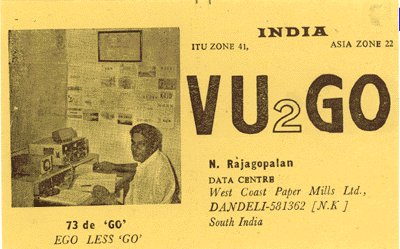 INDIA
ITU ZONE 41, ASIA ZONE 22
VU2GO
N. Rajagopalan
DATA CENTRE
West Coast Paper Mills Ltd.,
DANDELI-581362 [N.K]
South India
73 de 'GO'
EGO LESS 'GO'